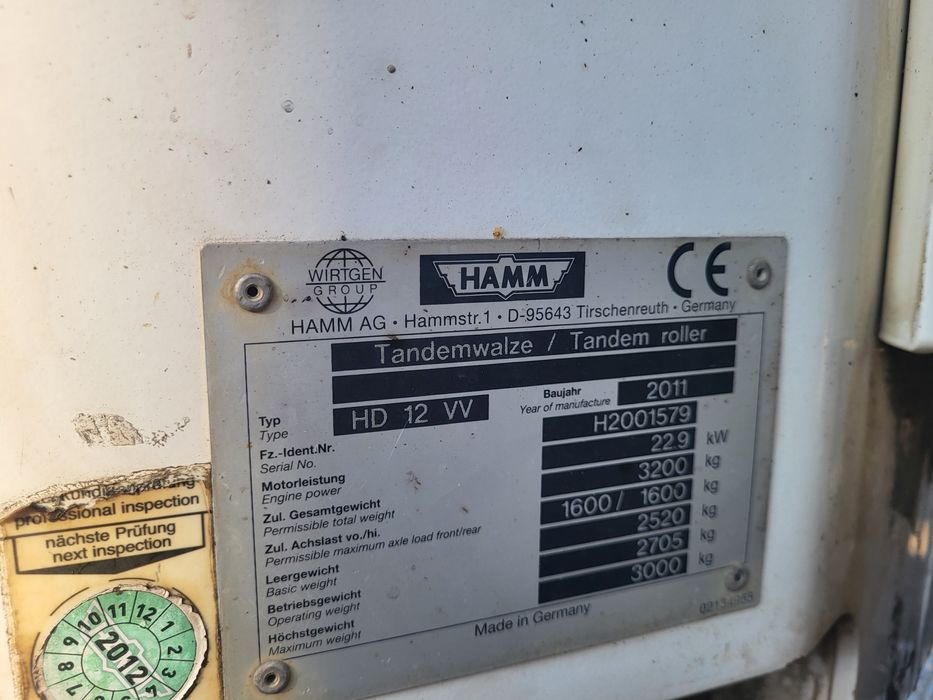 WIRTGEN
GROUP
HAMM
CE
HAMM AG · Hammstr.1 · D-95643 Tirschenreuth · Germany
Tandemwalze / Tandem roller
Typ
Type
HD 12 VV
Baujahr
Year of manufacture
2011
Fz.-Ident.Nr.
Serial No.
H2001579
Motorleistung
Engine power
22.9 kW
Zul. Gesamtgewicht
Permissible total weight
3200 kg
Zul. Achslast vo./hi.
Permissible maximum axle load front/rear
1600/ 1600 kg
Leergewicht
Basic weight
2520 kg
Betriebsgewicht
Operating weight
2705 kg
Höchstgewicht
Maximum weight
3000 kg
Made in Germany
professional inspection
nächste Prüfung
next inspection
2012
7 8 9 10 11 12 1 2 3 4